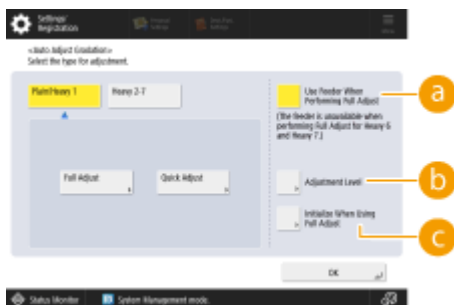 Settings/
Registration
<Auto Adjust Gradation>
Select the type for adjustment.
Plain/Heavy 1
Heavy 2-7
Use Feeder When
Performing Full Adjust
(The feeder is unavailable when
performing Full Adjust for Heavy 6
and Heavy 7.)
Full Adjust
Quick Adjust
Adjustment Level
Initialize When Using
Full Adjust
OK
Status Monitor
System Management mode.
a
b
c